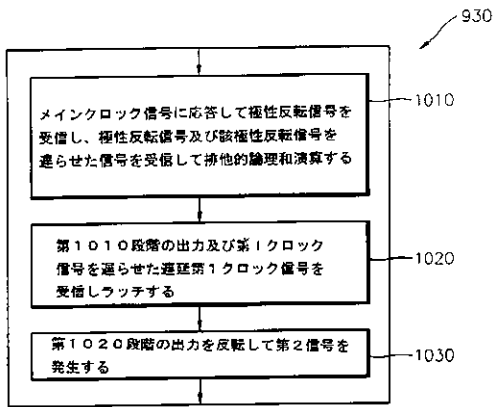 930
メインクロック信号に応答して極性反転信号を
受信し、極性反転信号及び該極性反転信号を
遅らせた信号を受信して排他的論理和演算する
1010
第1010段階の出力及び第1クロック
信号を遅らせた遅延第1クロック信号を
受信しラッチする
1020
第1020段階の出力を反転して第2信号を
発生する
1030